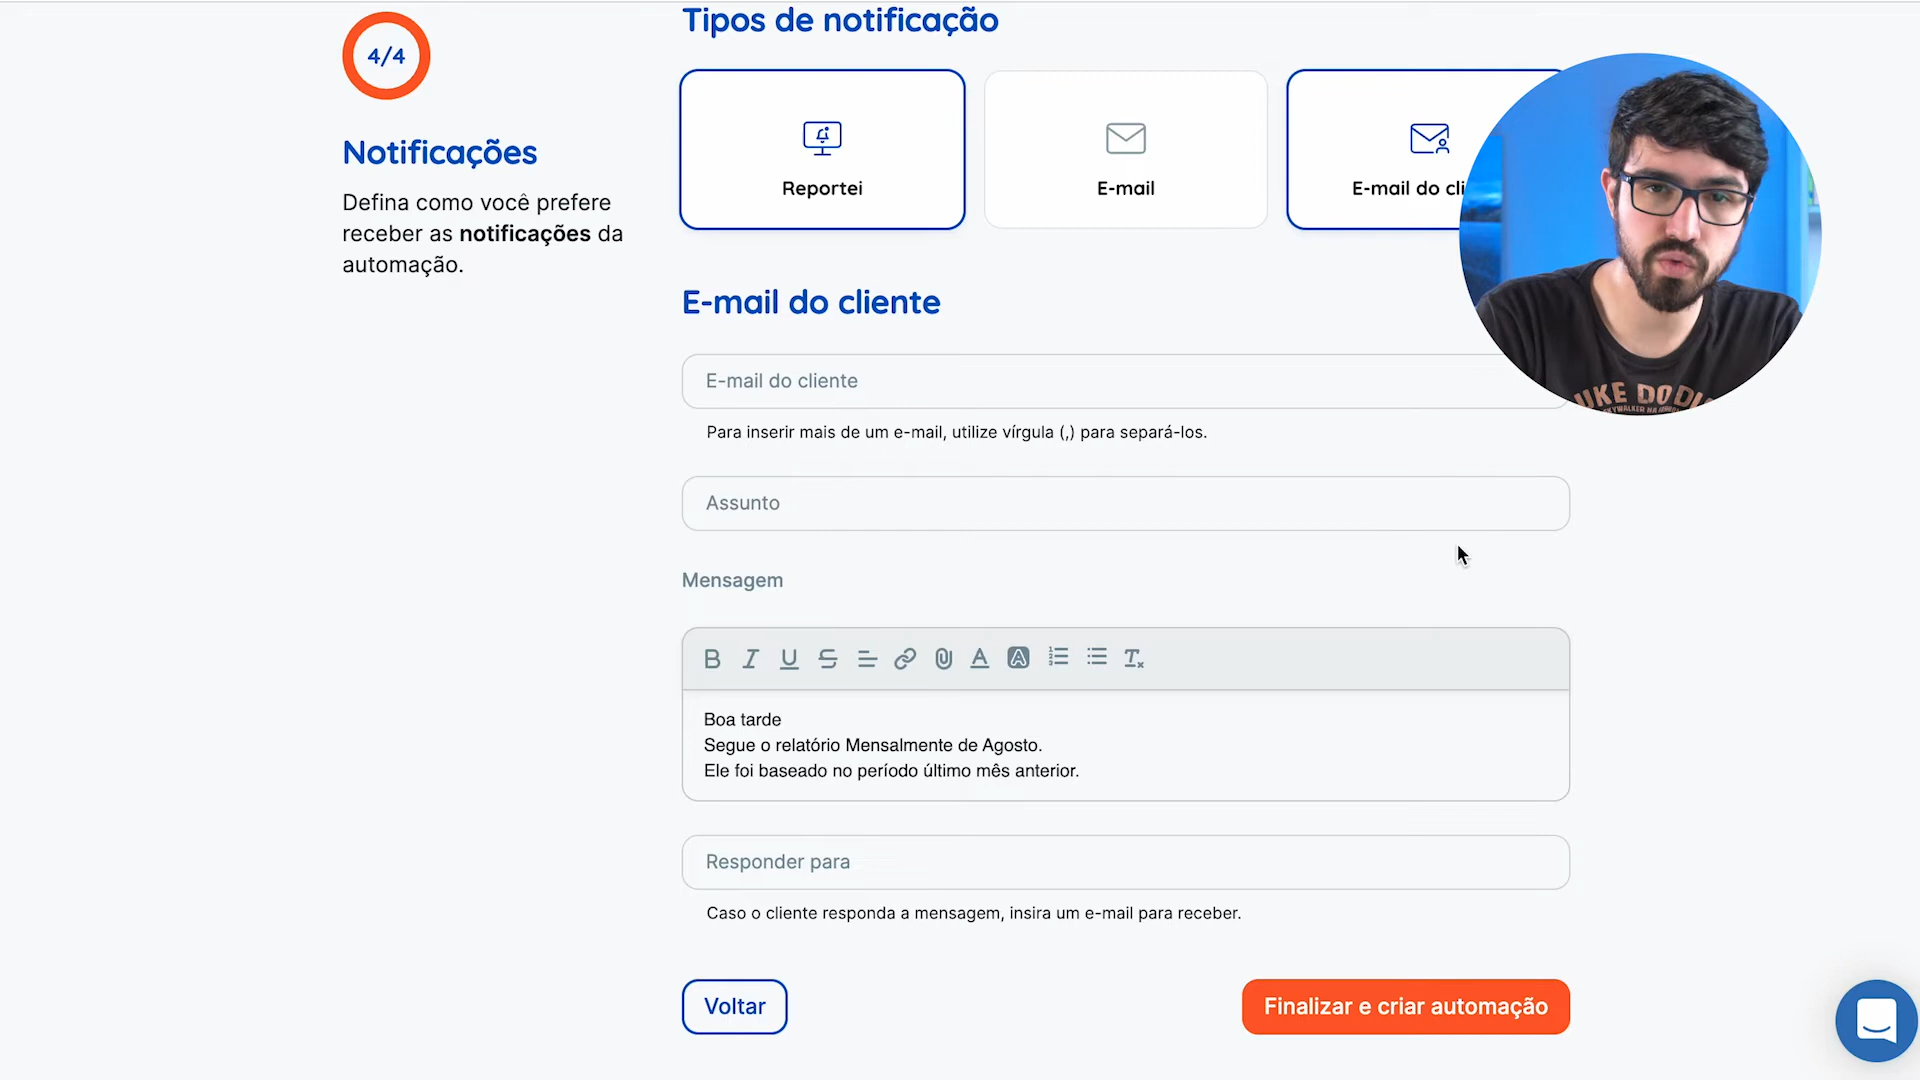 4/4
Notificações
Defina como você prefere
receber as notificações da
automação.
Tipos de notificação
Reportei
E-mail
E-mail do cli
E-mail do cliente
E-mail do cliente
Para inserir mais de um e-mail, utilize vírgula (,) para separá-los.
Assunto
Mensagem
Boa tarde
Segue o relatório Mensalmente de Agosto.
Ele foi baseado no período último mês anterior.
Responder para
Caso o cliente responda a mensagem, insira um e-mail para receber.
Voltar
Finalizar e criar automação